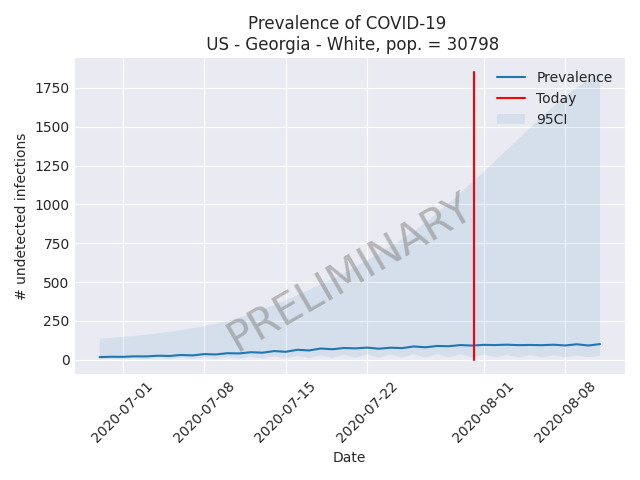 Prevalence of COVID-19
US - Georgia - White, pop. = 30798
Prevalence
Today
95CI
1750
1500
1250
1000
750
500
250
0
# undetected infections
PRELIMINARY
2020-07-01
2020-07-08
2020-07-15
2020-07-22
2020-08-01
2020-08-08
Date